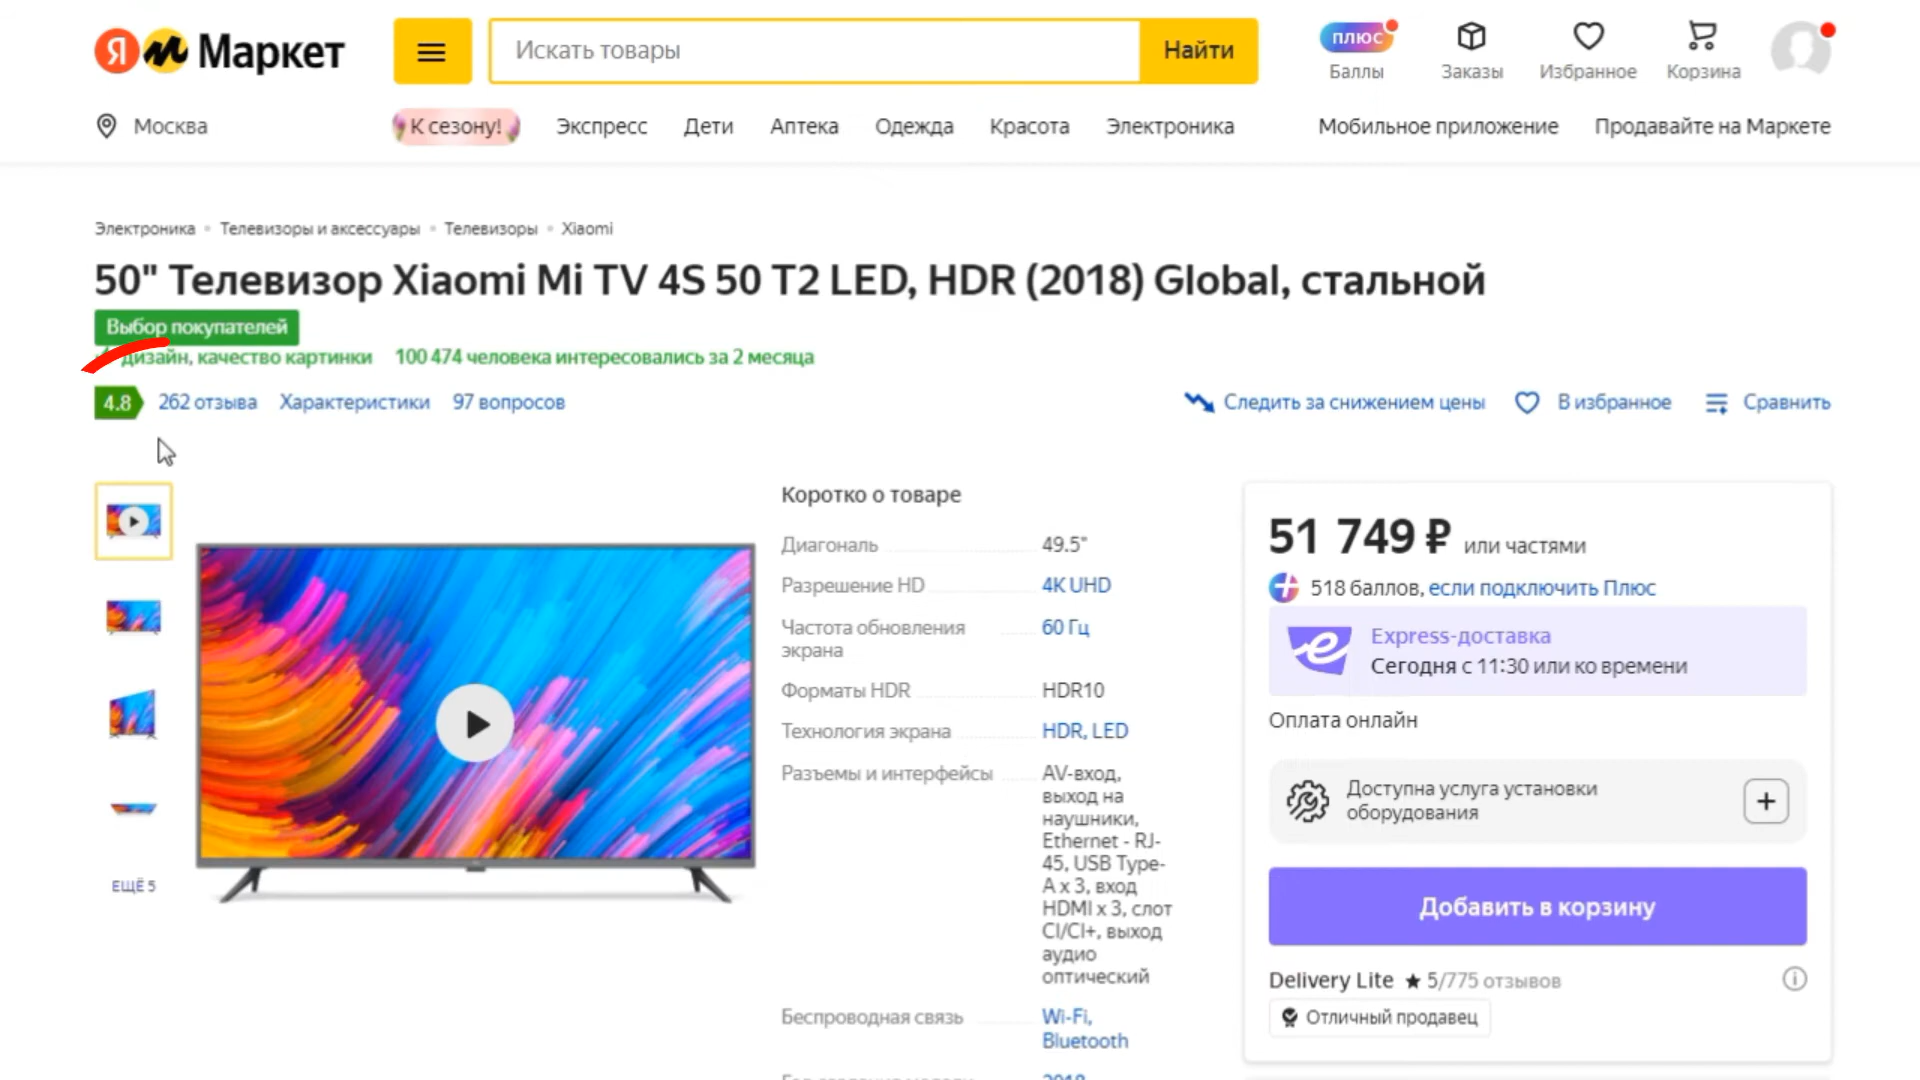 Я м Маркет
Искать товары
Найти
плюс
Баллы
Заказы
Избранное
Корзина
Москва
К сезону!
Экспресс
Дети
Аптека
Одежда
Красота
Электроника
Мобильное приложение
Продавайте на Маркете
Электроника
Телевизоры и аксессуары
Телевизоры
Xiaomi
50" Телевизор Xiaomi Mi TV 4S 50 T2 LED, HDR (2018) Global, стальной
Выбор покупателей
дизайн, качество картинки
100 474 человека интересовались за 2 месяца
4.8
262 отзыва
Характеристики
97 вопросов
Следить за снижением цены
В избранное
Сравнить
ЕЩЁ 5
Коротко о товаре
Диагональ
49.5"
Разрешение HD
4K UHD
Частота обновления
экрана
60 Гц
Форматы HDR
HDR10
Технология экрана
HDR, LED
Разъемы и интерфейсы
AV-вход,
выход на
наушники,
Ethernet - RJ-
45, USB Type-
A x 3, вход
HDMI x 3, слот
CI/CI+, выход
аудио
оптический
Беспроводная связь
Wi-Fi,
Bluetooth
2018
51 749 ₽ или частями
518 баллов, если подключить Плюс
Express-доставка
Сегодня с 11:30 или ко времени
Оплата онлайн
Доступна услуга установки
оборудования
Добавить в корзину
Delivery Lite ★ 5/775 отзывов
Отличный продавец